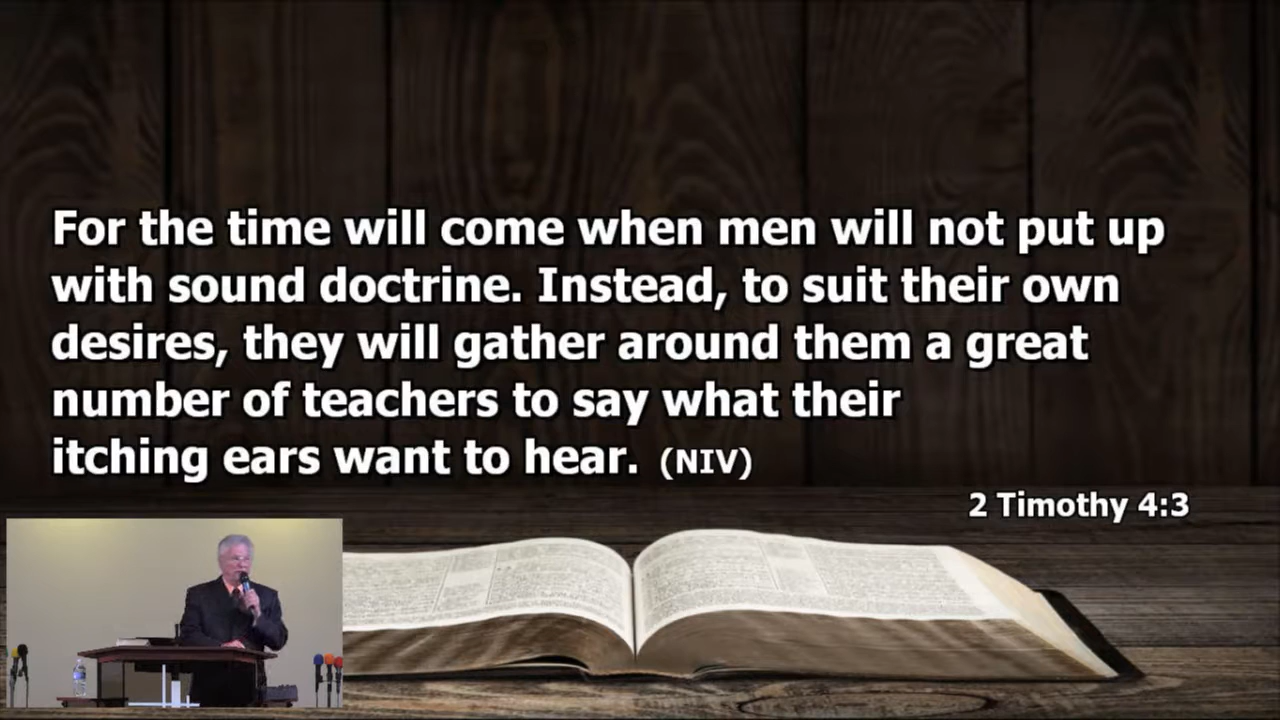 For the time will come when men will not put up
with sound doctrine. Instead, to suit their own
desires, they will gather around them a great
number of teachers to say what their
itching ears want to hear. (NIV)
2 Timothy 4:3